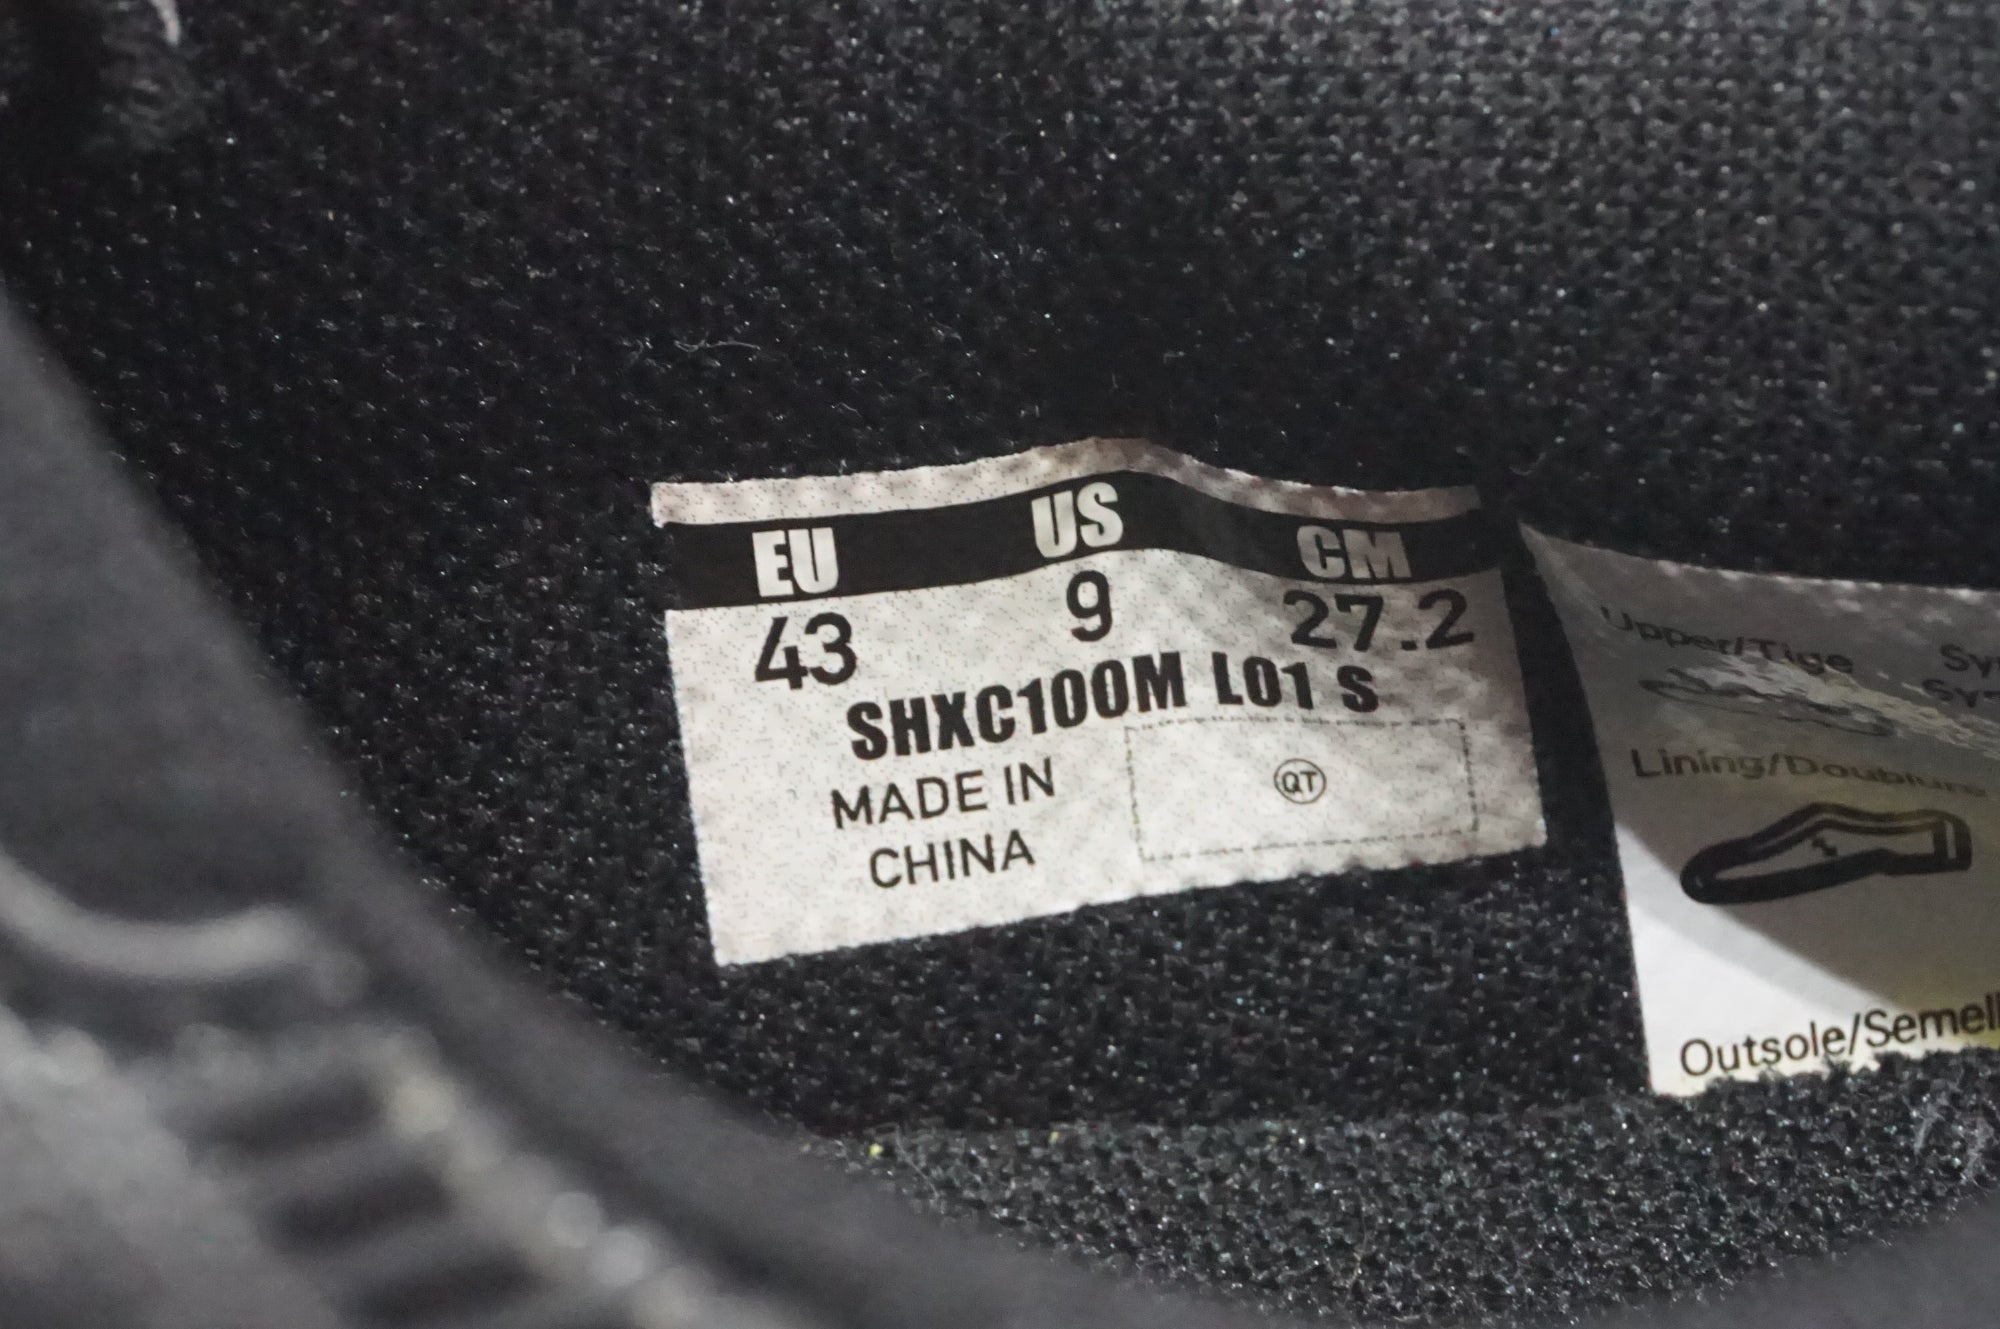 EU US CM
43 9 27.2
SHXC100M L01 S
MADE IN
CHINA
QT
Upper/Tige
Lining/Doublure
Outsole/Semell